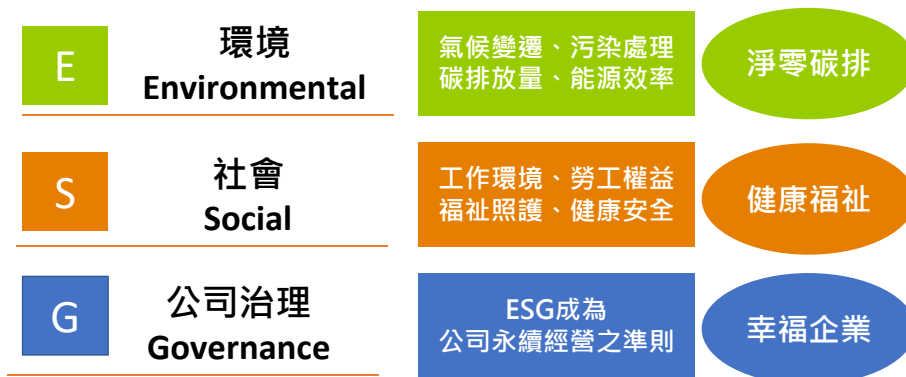 E
環境
Environmental
氣候變遷、污染處理
碳排放量、能源效率
淨零碳排
S
社會
Social
工作環境、勞工權益
福祉照護、健康安全
健康福祉
G
公司治理
Governance
ESG成為
公司永續經營之準則
幸福企業